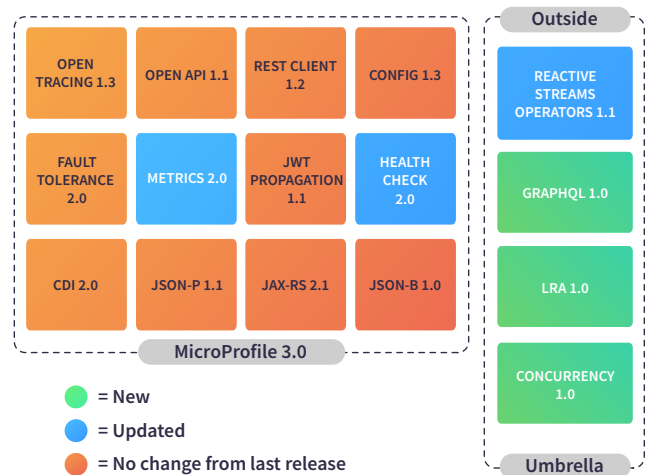 Outside
OPEN
TRACING 1.3
OPEN API 1.1
REST CLIENT
1.2
CONFIG 1.3
REACTIVE
STREAMS
OPERATORS 1.1
FAULT
TOLERANCE
2.0
METRICS 2.0
JWT
PROPAGATION
1.1
HEALTH
CHECK
2.0
GRAPHQL 1.0
CDI 2.0
JSON-P 1.1
JAX-RS 2.1
JSON-B 1.0
LRA 1.0
MicroProfile 3.0
CONCURRENCY
1.0
= New
= Updated
= No change from last release
Umbrella